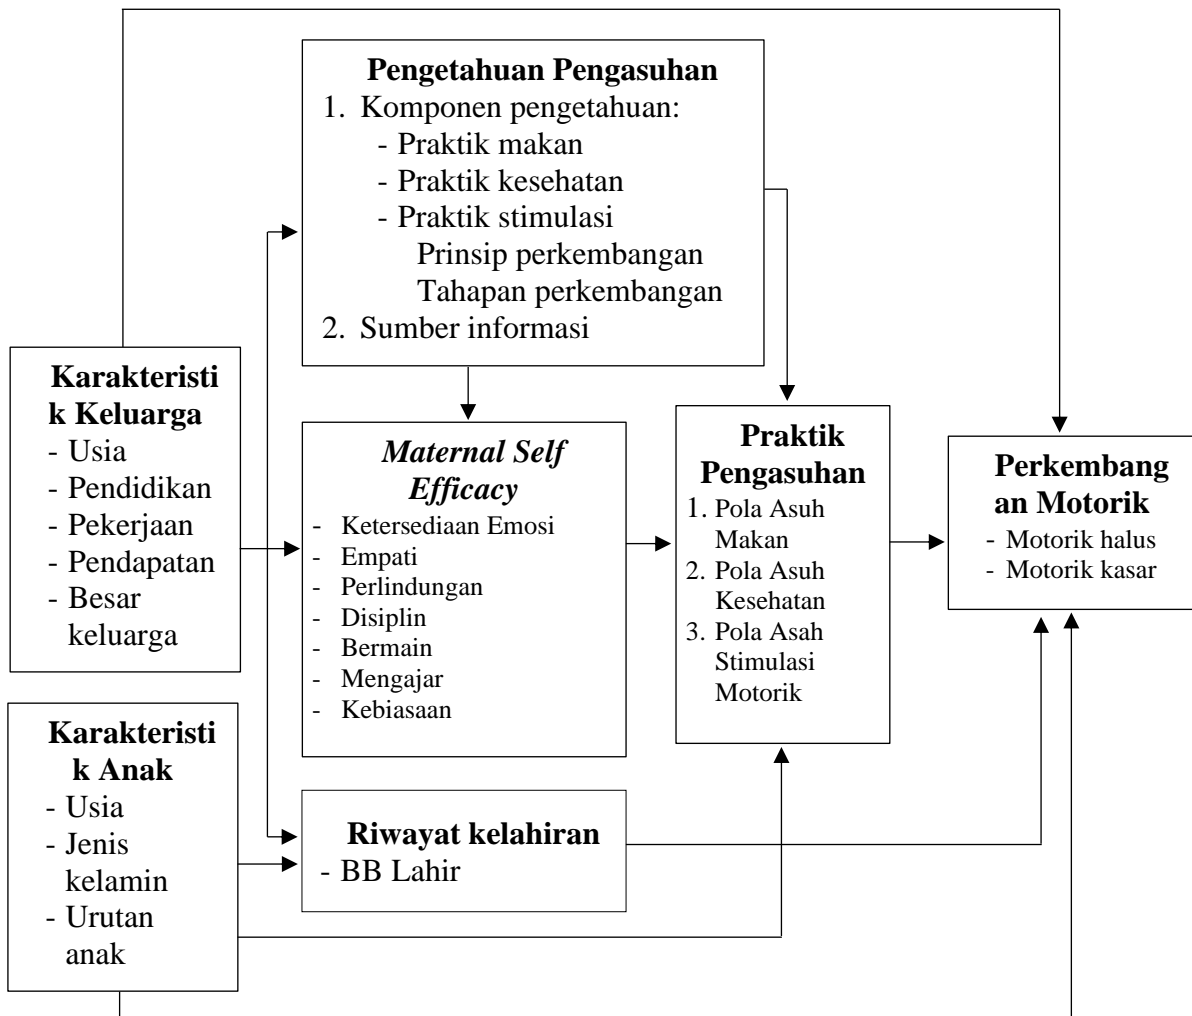 Pengetahuan Pengasuhan
1. Komponen pengetahuan:
- Praktik makan
- Praktik kesehatan
- Praktik stimulasi
Prinsip perkembangan
Tahapan perkembangan
2. Sumber informasi
Karakteristi
k Keluarga
- Usia
- Pendidikan
- Pekerjaan
- Pendapatan
- Besar
keluarga
Maternal Self
Efficacy
- Ketersediaan Emosi
- Empati
- Perlindungan
- Disiplin
- Bermain
- Mengajar
- Kebiasaan
Praktik
Pengasuhan
1. Pola Asuh
Makan
2. Pola Asuh
Kesehatan
3. Pola Asah
Stimulasi
Motorik
Perkembang
an Motorik
- Motorik halus
- Motorik kasar
Karakteristi
k Anak
- Usia
- Jenis
kelamin
- Urutan
anak
Riwayat kelahiran
- BB Lahir